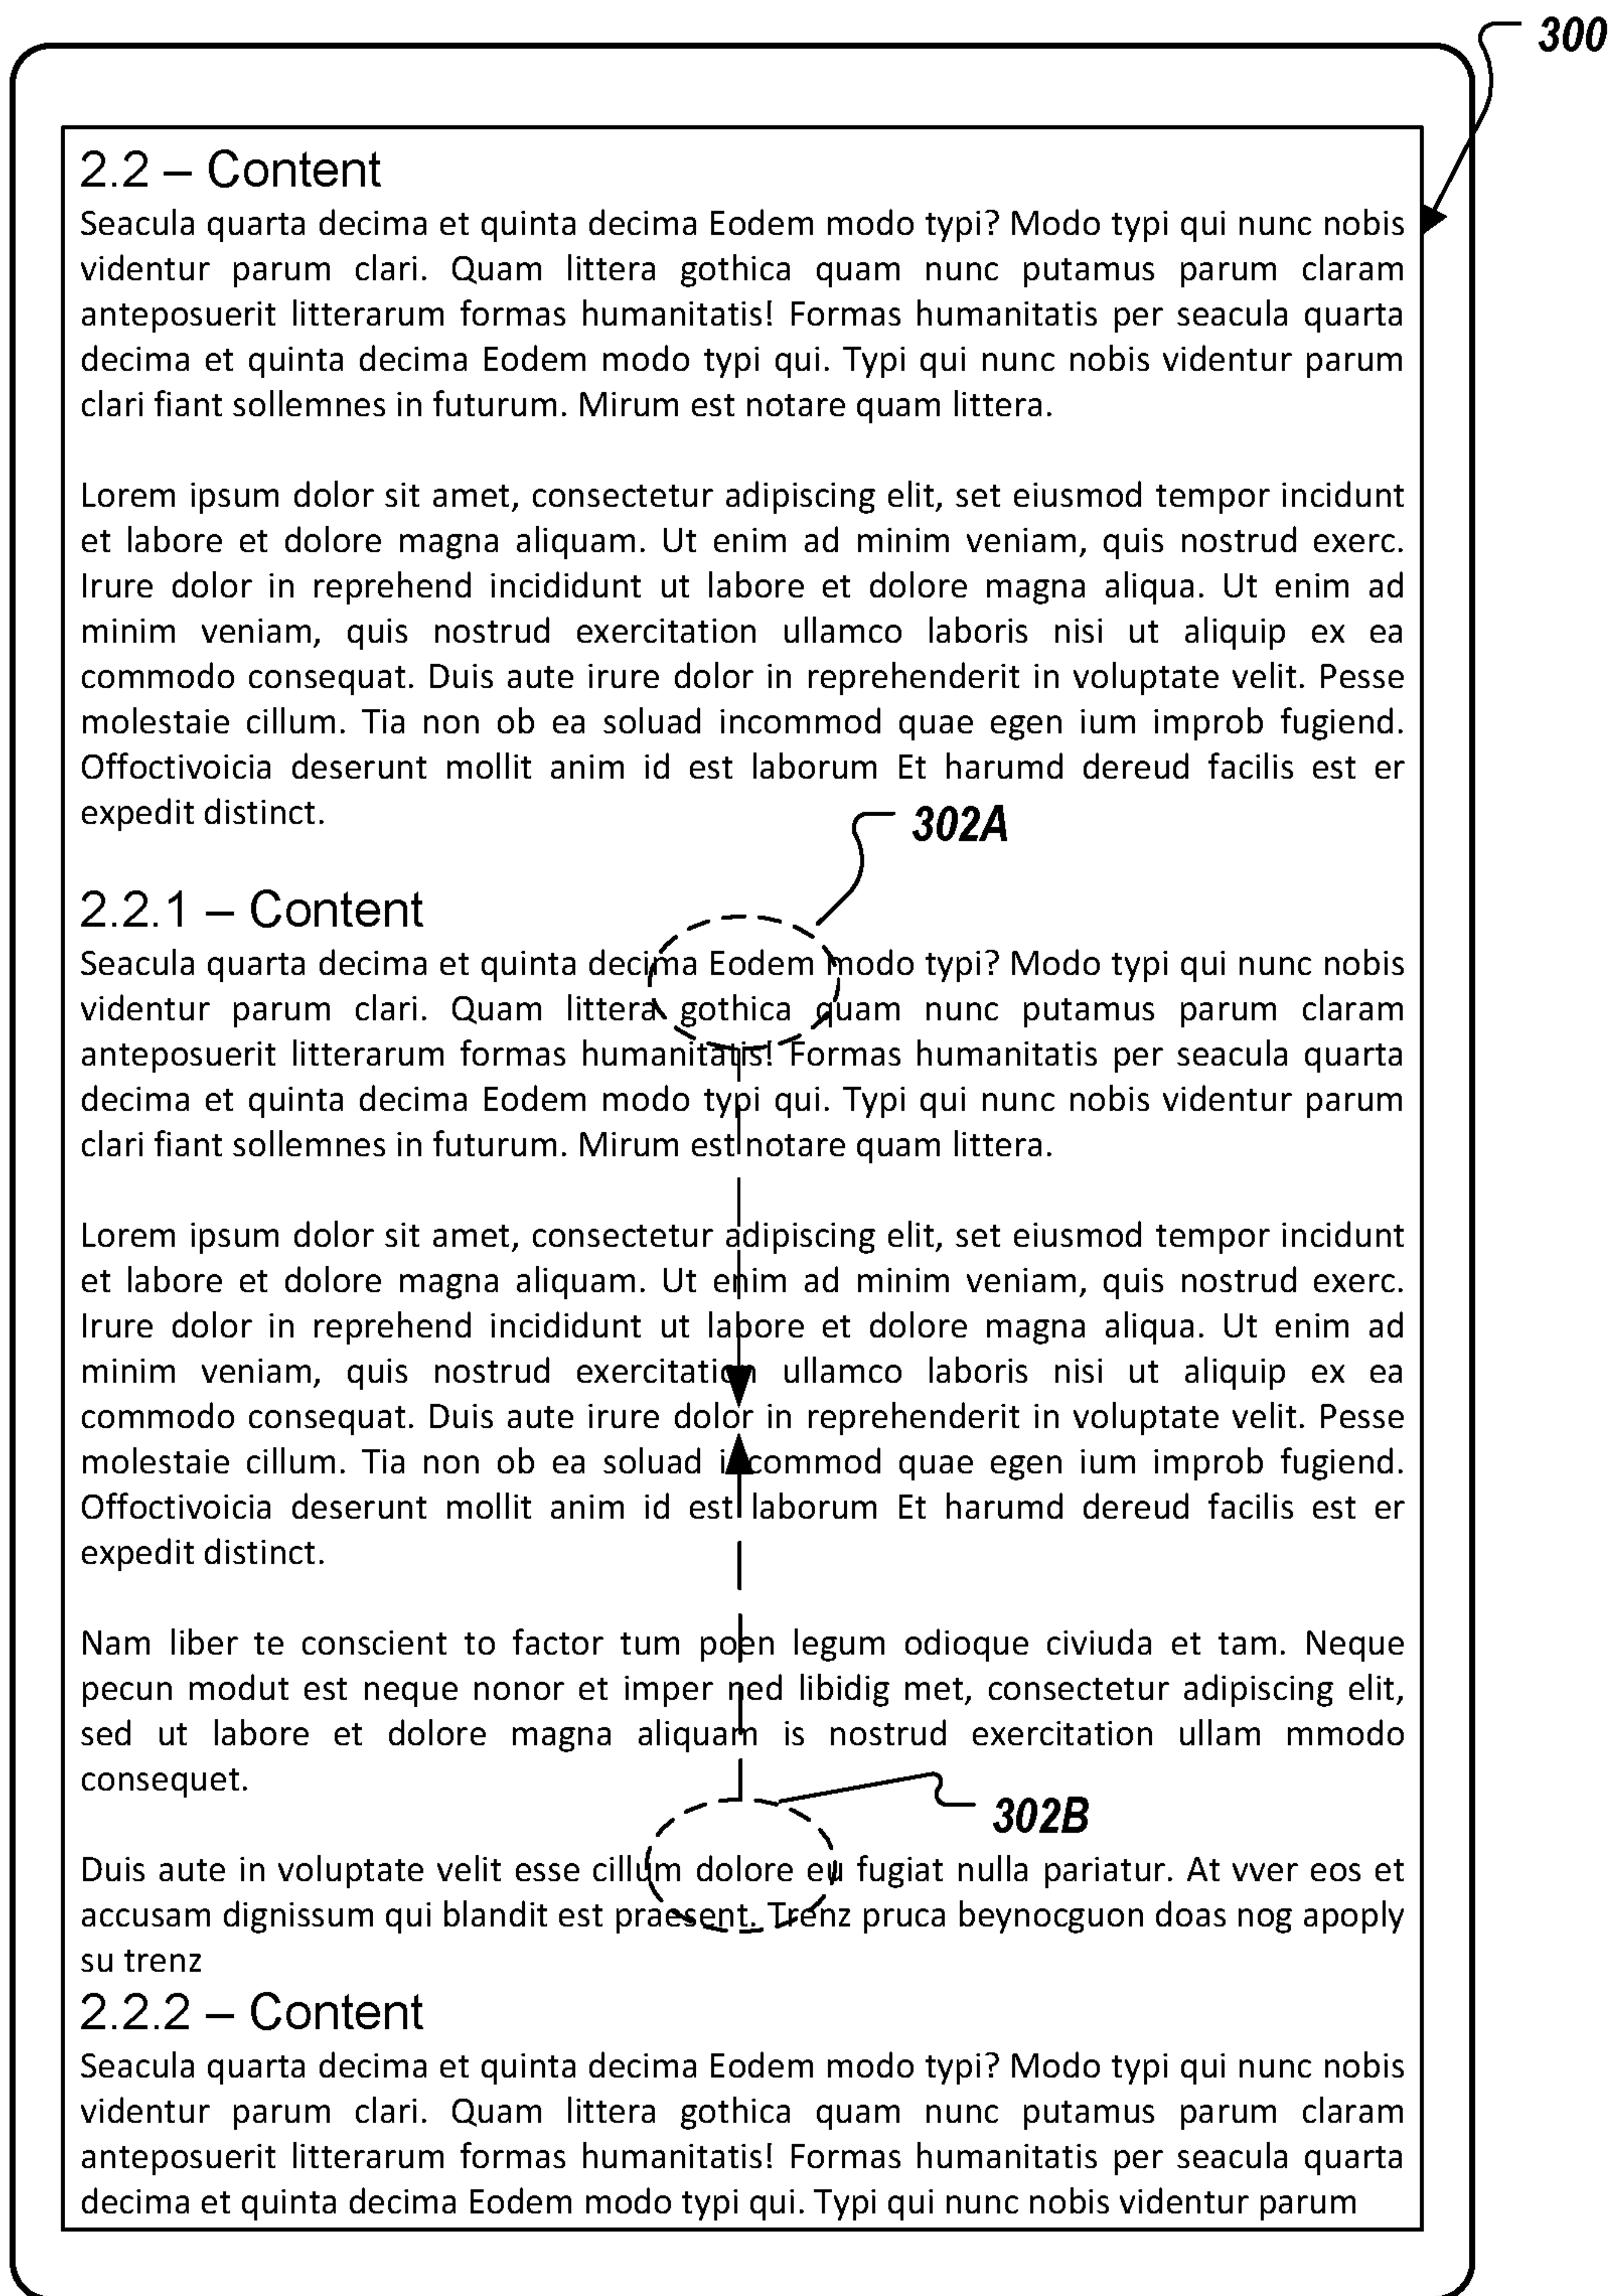 300
2.2 – Content
Seacula quarta decima et quinta decima Eodem modo typi? Modo typi qui nunc nobis
videntur parum clari. Quam littera gothica quam nunc putamus parum claram
anteposuerit litterarum formas humanitatis! Formas humanitatis per seacula quarta
decima et quinta decima Eodem modo typi qui. Typi qui nunc nobis videntur parum
clari fiant sollemnes in futurum. Mirum est notare quam littera.
Lorem ipsum dolor sit amet, consectetur adipiscing elit, set eiusmod tempor incidunt
et labore et dolore magna aliquam. Ut enim ad minim veniam, quis nostrud exerc.
Irure dolor in reprehend incididunt ut labore et dolore magna aliqua. Ut enim ad
minim veniam, quis nostrud exercitation ullamco laboris nisi ut aliquip ex ea
commodo consequat. Duis aute irure dolor in reprehenderit in voluptate velit. Pesse
molestaie cillum. Tia non ob ea soluad incommod quae egen ium improb fugiend.
Offoctivoicia deserunt mollit anim id est laborum Et harumd dereud facilis est er
expedit distinct.
302A
2.2.1 – Content
Seacula quarta decima et quinta decima Eodem modo typi? Modo typi qui nunc nobis
videntur parum clari. Quam littera gothica quam nunc putamus parum claram
anteposuerit litterarum formas humanitatis! Formas humanitatis per seacula quarta
decima et quinta decima Eodem modo typi qui. Typi qui nunc nobis videntur parum
clari fiant sollemnes in futurum. Mirum est notare quam littera.
Lorem ipsum dolor sit amet, consectetur adipiscing elit, set eiusmod tempor incidunt
et labore et dolore magna aliquam. Ut enim ad minim veniam, quis nostrud exerc.
Irure dolor in reprehend incididunt ut labore et dolore magna aliqua. Ut enim ad
minim veniam, quis nostrud exercitation ullamco laboris nisi ut aliquip ex ea
commodo consequat. Duis aute irure dolor in reprehenderit in voluptate velit. Pesse
molestaie cillum. Tia non ob ea soluad incommod quae egen ium improb fugiend.
Offoctivoicia deserunt mollit anim id est laborum Et harumd dereud facilis est er
expedit distinct.
Nam liber te conscient to factor tum poen legum odioque civiuda et tam. Neque
pecun modut est neque nonor et imper ned libidig met, consectetur adipiscing elit,
sed ut labore et dolore magna aliquam is nostrud exercitation ullam mmodo
consequet.
302B
Duis aute in voluptate velit esse cillum dolore eu fugiat nulla pariatur. At vver eos et
accusam dignissum qui blandit est praesent. Trenz pruca beynocguon doas nog apoply
su trenz
2.2.2 – Content
Seacula quarta decima et quinta decima Eodem modo typi? Modo typi qui nunc nobis
videntur parum clari. Quam littera gothica quam nunc putamus parum claram
anteposuerit litterarum formas humanitatis! Formas humanitatis per seacula quarta
decima et quinta decima Eodem modo typi qui. Typi qui nunc nobis videntur parum